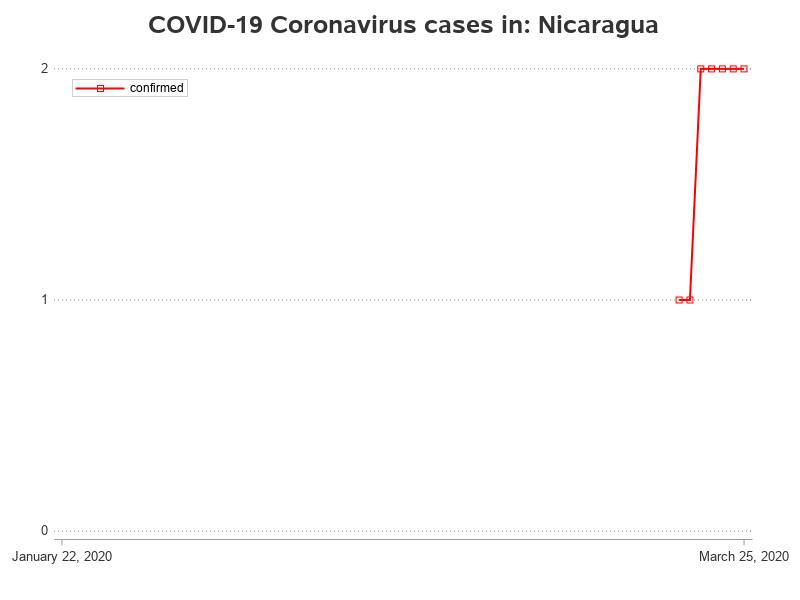 COVID-19 Coronavirus cases in: Nicaragua
2
confirmed
1
0
January 22, 2020
March 25, 2020